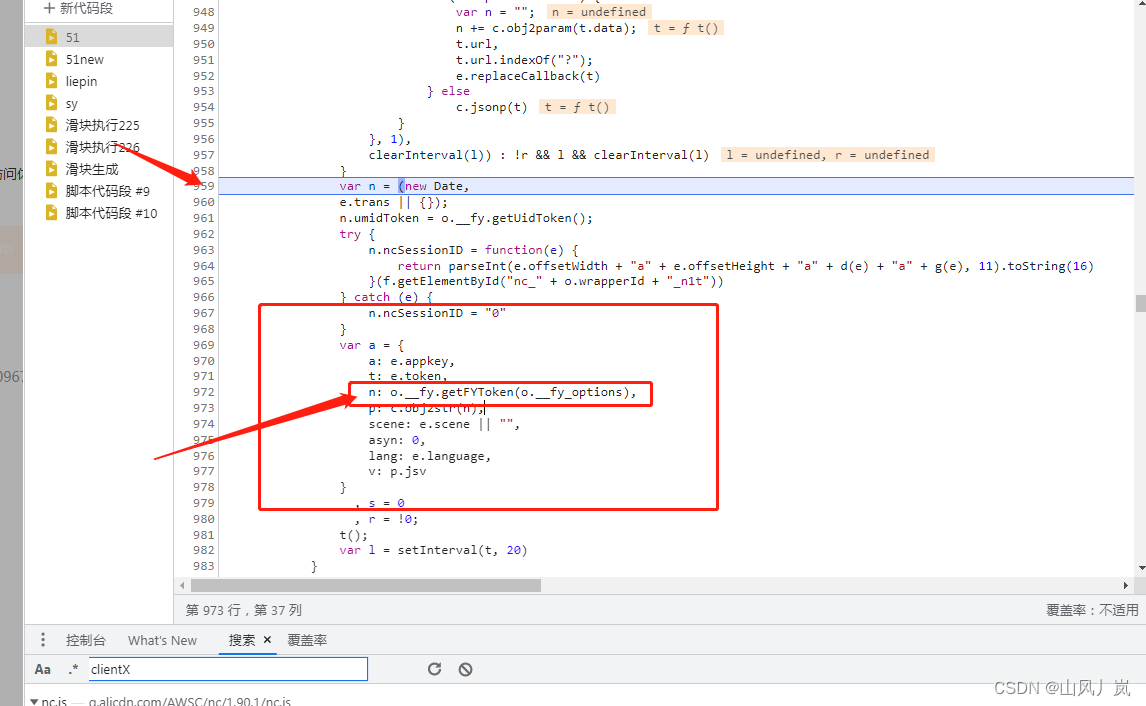 + 新代码段
51
51new
liepin
sy
滑块执行225
滑块执行226
滑块生成
脚本代码段 #9
脚本代码段 #10
访问
0967
948 var n = ""; n = undefined
949 n += c.obj2param(t.data); t = ƒ t()
950 t.url,
951 t.url.indexOf("?");
952 e.replaceCallback(t)
953 } else
954 c.jsonp(t) t = ƒ t()
955 }
956 }, 1),
957 clearInterval(l)) : !r && l && clearInterval(l) l = undefined, r = undefined
958 }
959 var n = (new Date,
960 e.trans || {});
961 n.umidToken = o.__fy.getUidToken();
962 try {
963 n.ncSessionID = function(e) {
964 return parseInt(e.offsetWidth + "a" + e.offsetHeight + "a" + d(e) + "a" + g(e), 11).toString(16)
965 }(f.getElementById("nc_" + o.wrapperId + "_n1t"))
966 } catch (e) {
967 n.ncSessionID = "0"
968 }
969 var a = {
970 a: e.appkey,
971 t: e.token,
972 n: o.__fy.getFYToken(o.__fy_options),
973 p: c.obj2str(n),
974 scene: e.scene || "",
975 asyn: 0,
976 lang: e.language,
977 v: p.jsv
978 }
979 , s = 0
980 , r = !0;
981 t();
982 var l = setInterval(t, 20)
983 }
第 973 行，第 37 列
覆盖率：不适用
控制台 What's New 搜索 × 覆盖率
Aa .* clientX
▼nc.js — g.alicdn.com/AWSC/nc/1.90.1/nc.js
CSDN @山风丿岚